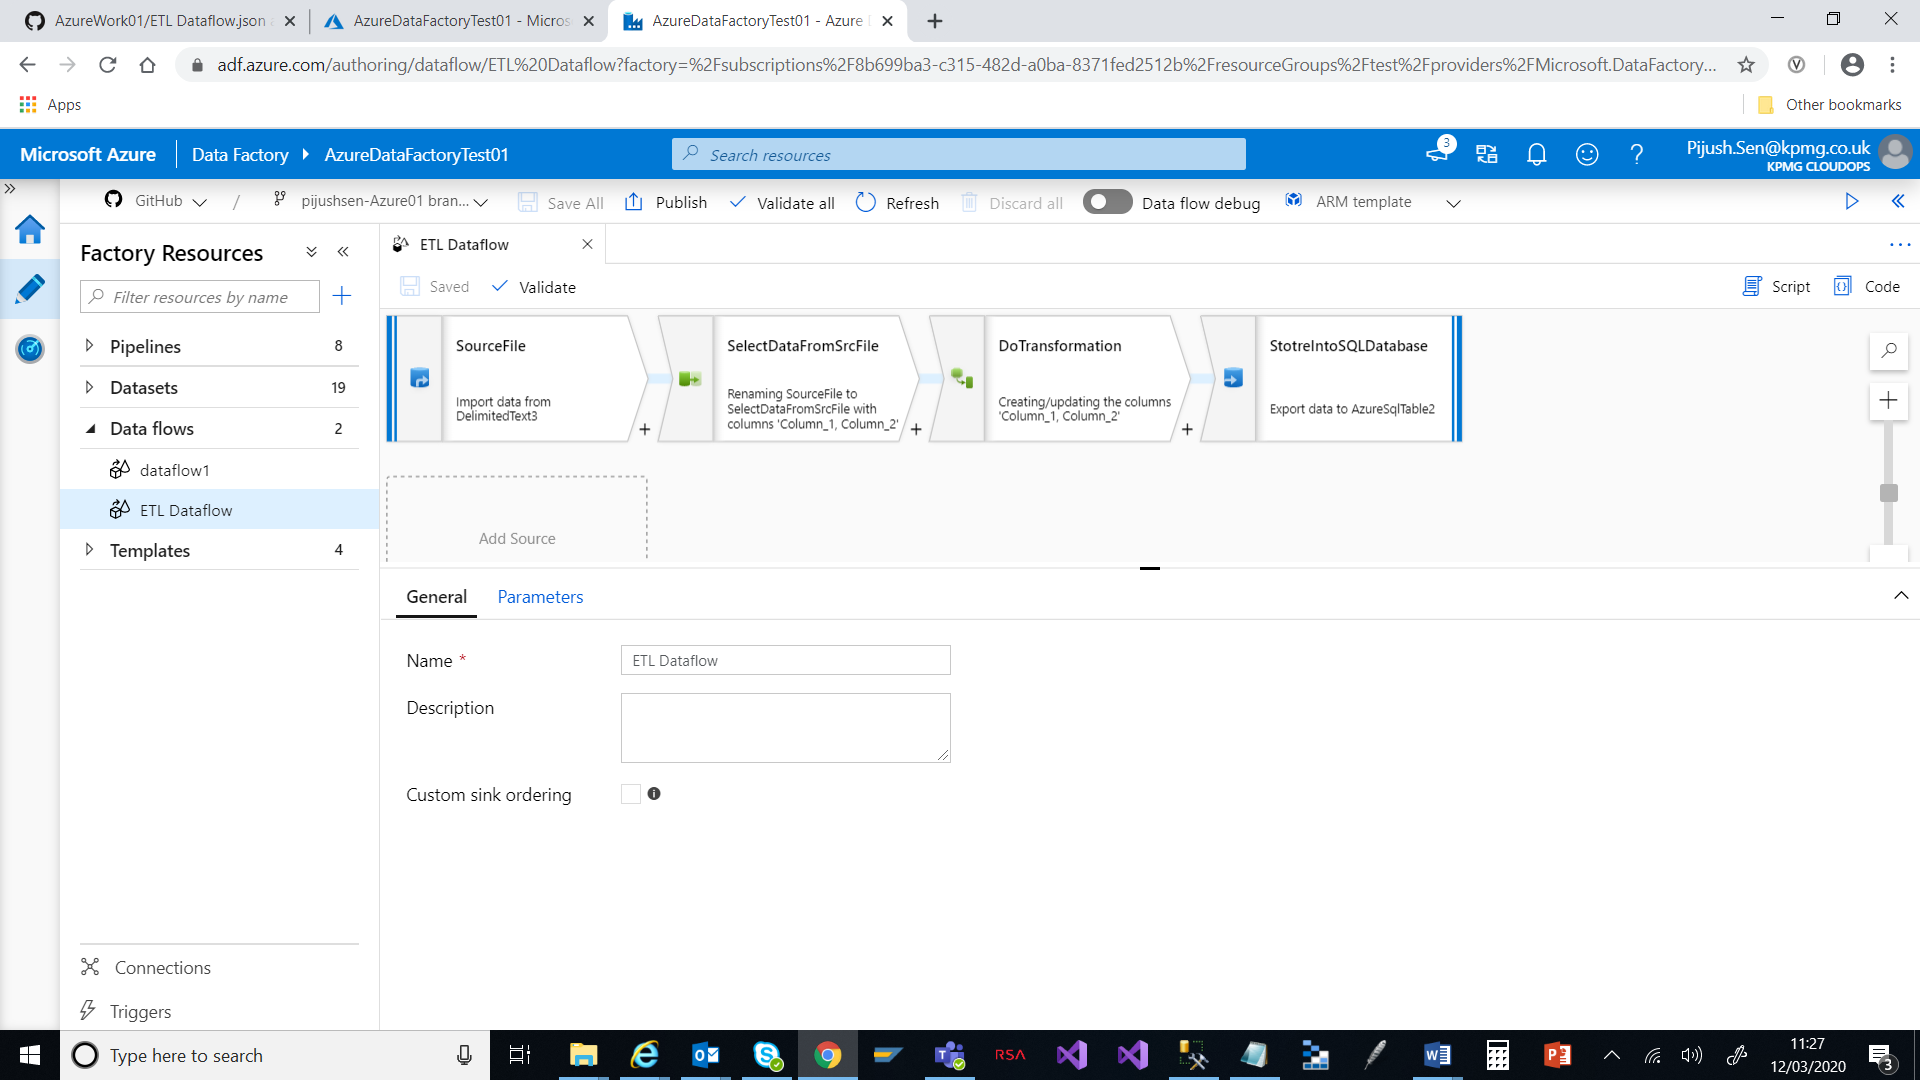 AzureWork01/ETL Dataflow.json
AzureDataFactoryTest01 - Micros
AzureDataFactoryTest01 - Azure
adf.azure.com/authoring/dataflow/ETL%20Dataflow?factory=%2Fsubscriptions%2F8b699ba3-c315-482d-a0ba-8371fed2512b%2FresourceGroups%2Ftest%2Fproviders%2FMicrosoft.DataFactory...
Apps
Other bookmarks
Microsoft Azure
Data Factory
AzureDataFactoryTest01
Search resources
3
Pijush.Sen@kpmg.co.uk
KPMG CLOUDOPS
GitHub
/
pijushsen-Azure01 bran...
Save All
Publish
Validate all
Refresh
Discard all
Data flow debug
ARM template
Factory Resources
Filter resources by name
Pipelines 8
Datasets 19
Data flows 2
dataflow1
ETL Dataflow
Templates 4
Connections
Triggers
ETL Dataflow
Saved
Validate
Script
Code
SourceFile
Import data from
DelimitedText3
SelectDataFromSrcFile
Renaming SourceFile to
SelectDataFromSrcFile with
columns 'Column_1, Column_2'
DoTransformation
Creating/updating the columns
'Column_1, Column_2'
StotreIntoSQLDatabase
Export data to AzureSqlTable2
Add Source
General
Parameters
Name *
ETL Dataflow
Description
Custom sink ordering
Type here to search
RSA
11:27
12/03/2020
3